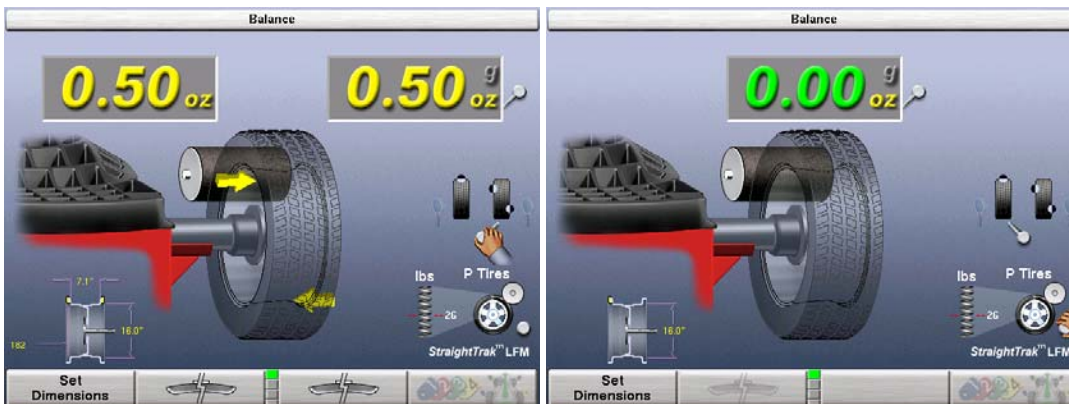 Balance
0.50 oz
0.50 g oz
7.1"
16.0"
182
lbs P Tires
26
StraightTrak™ LFM
Set
Dimensions
Balance
0.00 g oz
16.0"
lbs P Tires
26
StraightTrak™ LFM
Set
Dimensions